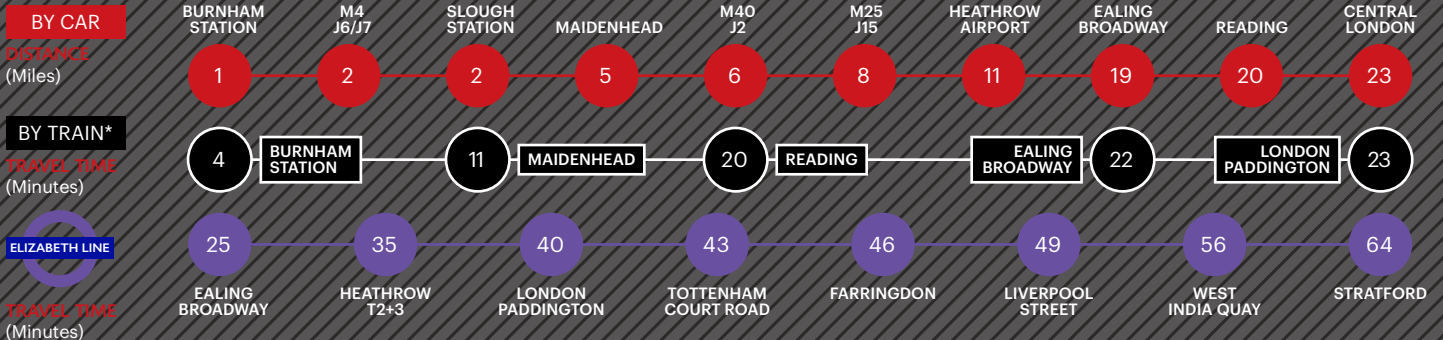 BY CAR
DISTANCE
(Miles)
BURNHAM
STATION
M4
J6/J7
SLOUGH
STATION
MAIDENHEAD
M40
J2
M25
J15
HEATHROW
AIRPORT
EALING
BROADWAY
READING
CENTRAL
LONDON
1
2
2
5
6
8
11
19
20
23
BY TRAIN*
TRAVEL TIME
(Minutes)
4
BURNHAM
STATION
11
MAIDENHEAD
20
READING
EALING
BROADWAY
22
LONDON
PADDINGTON
23
ELIZABETH LINE
TRAVEL TIME
(Minutes)
25
35
40
43
46
49
56
64
EALING
BROADWAY
HEATHROW
T2+3
LONDON
PADDINGTON
TOTTENHAM
COURT ROAD
FARRINGDON
LIVERPOOL
STREET
WEST
INDIA QUAY
STRATFORD